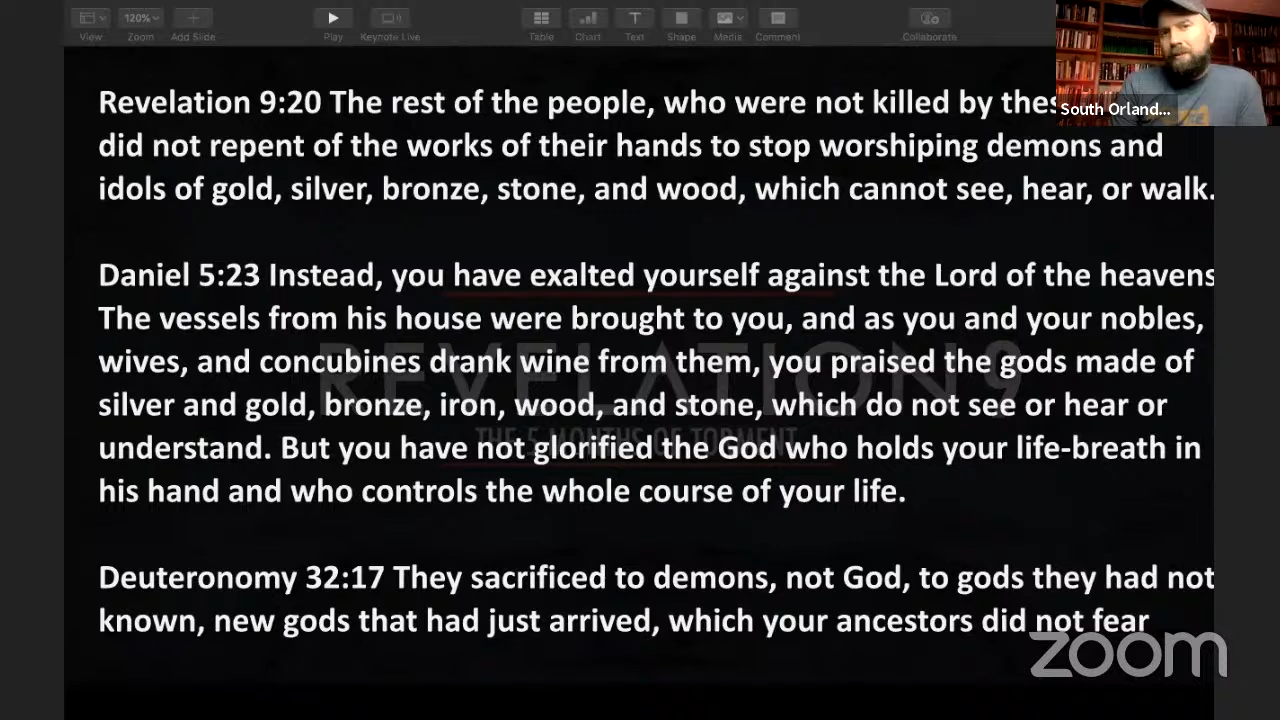 View
120%
Zoom
Add Slide
Play
Keynote Live
Table
Chart
Text
Shape
Media
Comment
Collaborate
South Orland...
Revelation 9:20 The rest of the people, who were not killed by
did not repent of the works of their hands to stop worshiping demons and
idols of gold, silver, bronze, stone, and wood, which cannot see, hear, or walk.
Daniel 5:23 Instead, you have exalted yourself against the Lord of the heavens
The vessels from his house were brought to you, and as you and your nobles,
wives, and concubines drank wine from them, you praised the gods made of
silver and gold, bronze, iron, wood, and stone, which do not see or hear or
understand. But you have not glorified the God who holds your life-breath in
his hand and who controls the whole course of your life.
REVELATION 9
THE 5 MONTHS OF TORMENT
Deuteronomy 32:17 They sacrificed to demons, not God, to gods they had not
known, new gods that had just arrived, which your ancestors did not fear
zoom